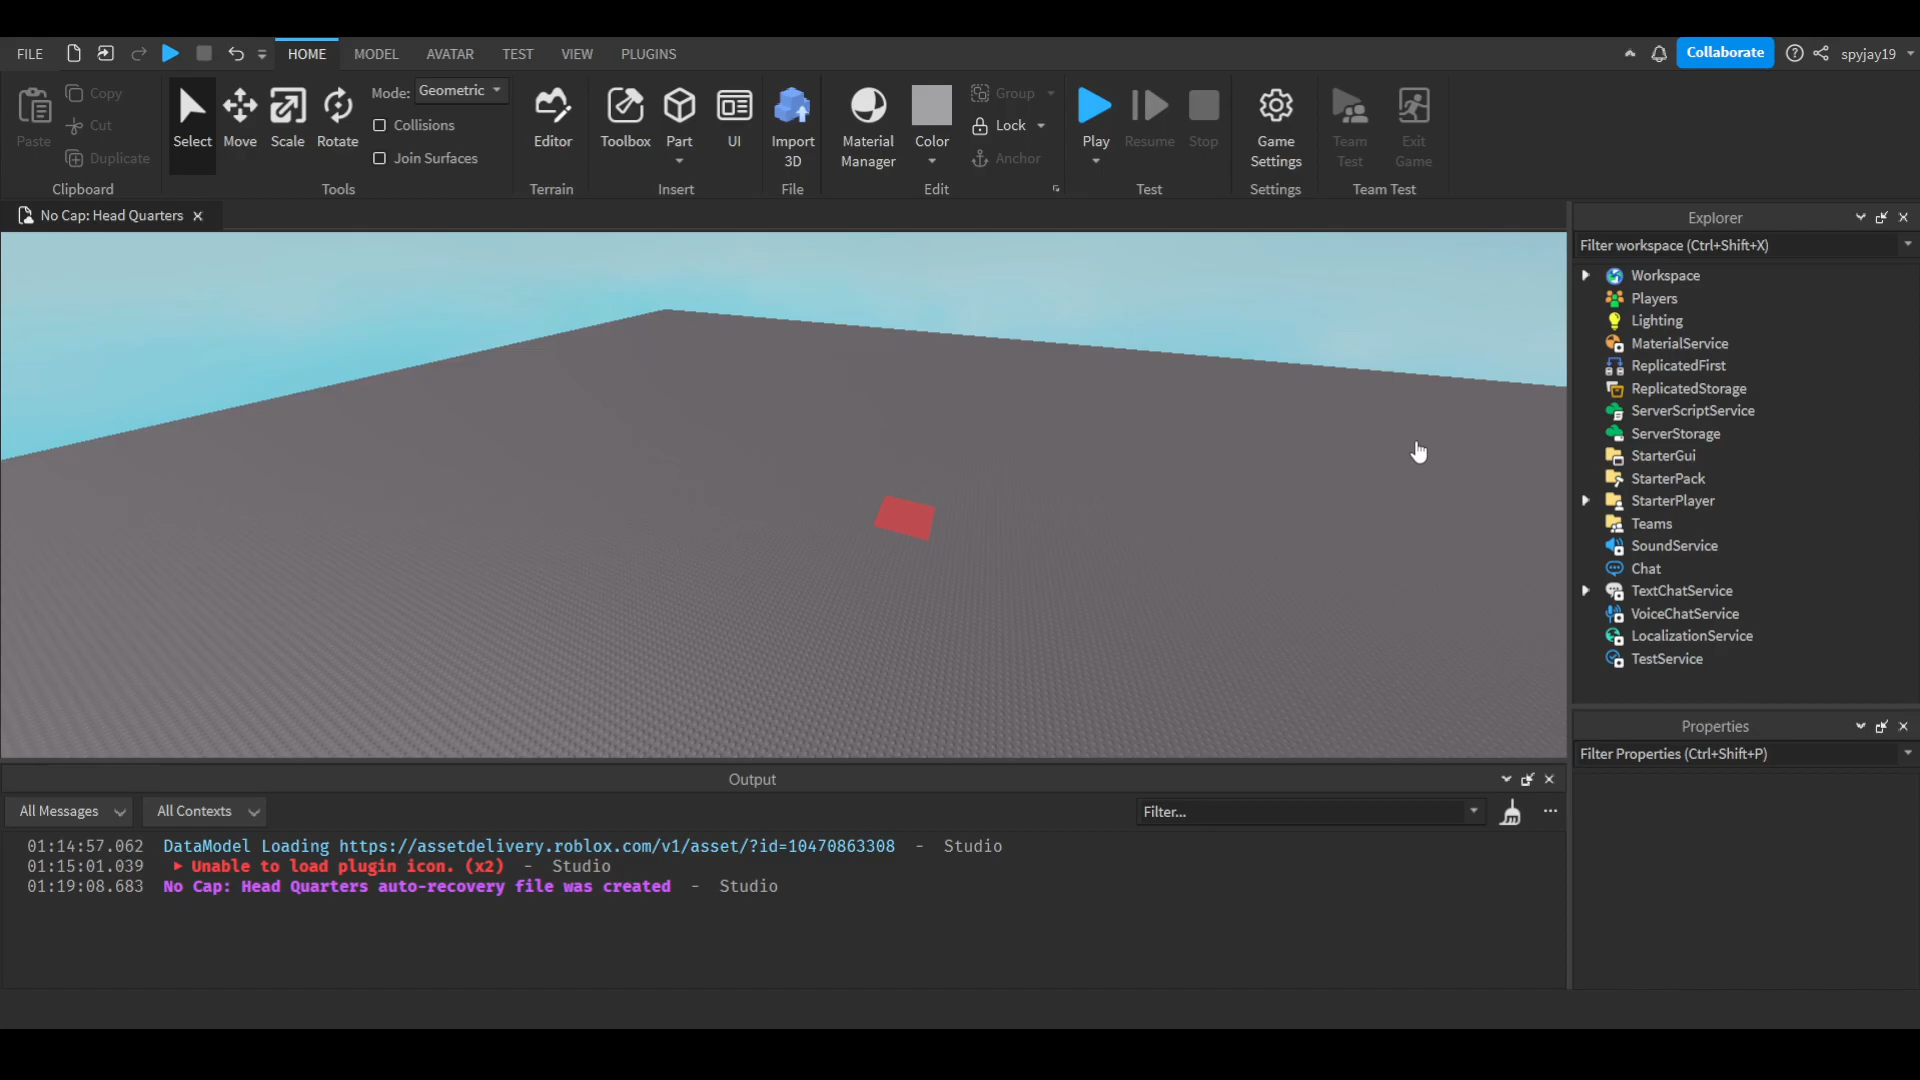 FILE HOME MODEL AVATAR TEST VIEW PLUGINS Collaborate spyjay19
Paste Copy Cut Duplicate
Clipboard
Select Move Scale Rotate
Mode: Geometric
Collisions
Join Surfaces
Tools
Editor
Terrain
Toolbox Part UI
Insert
Import 3D
File
Material Manager Color
Group
Lock
Anchor
Edit
Play Resume Stop
Test
Game Settings
Settings
Team Test Exit Game
Team Test
No Cap: Head Quarters
Explorer
Filter workspace (Ctrl+Shift+X)
Workspace
Players
Lighting
MaterialService
ReplicatedFirst
ReplicatedStorage
ServerScriptService
ServerStorage
StarterGui
StarterPack
StarterPlayer
Teams
SoundService
Chat
TextChatService
VoiceChatService
LocalizationService
TestService
Properties
Filter Properties (Ctrl+Shift+P)
Output
All Messages All Contexts Filter...
01:14:57.062 DataModel Loading https://assetdelivery.roblox.com/v1/asset/?id=10470863308 - Studio
01:15:01.039 Unable to load plugin icon. (x2) - Studio
01:19:08.683 No Cap: Head Quarters auto-recovery file was created - Studio